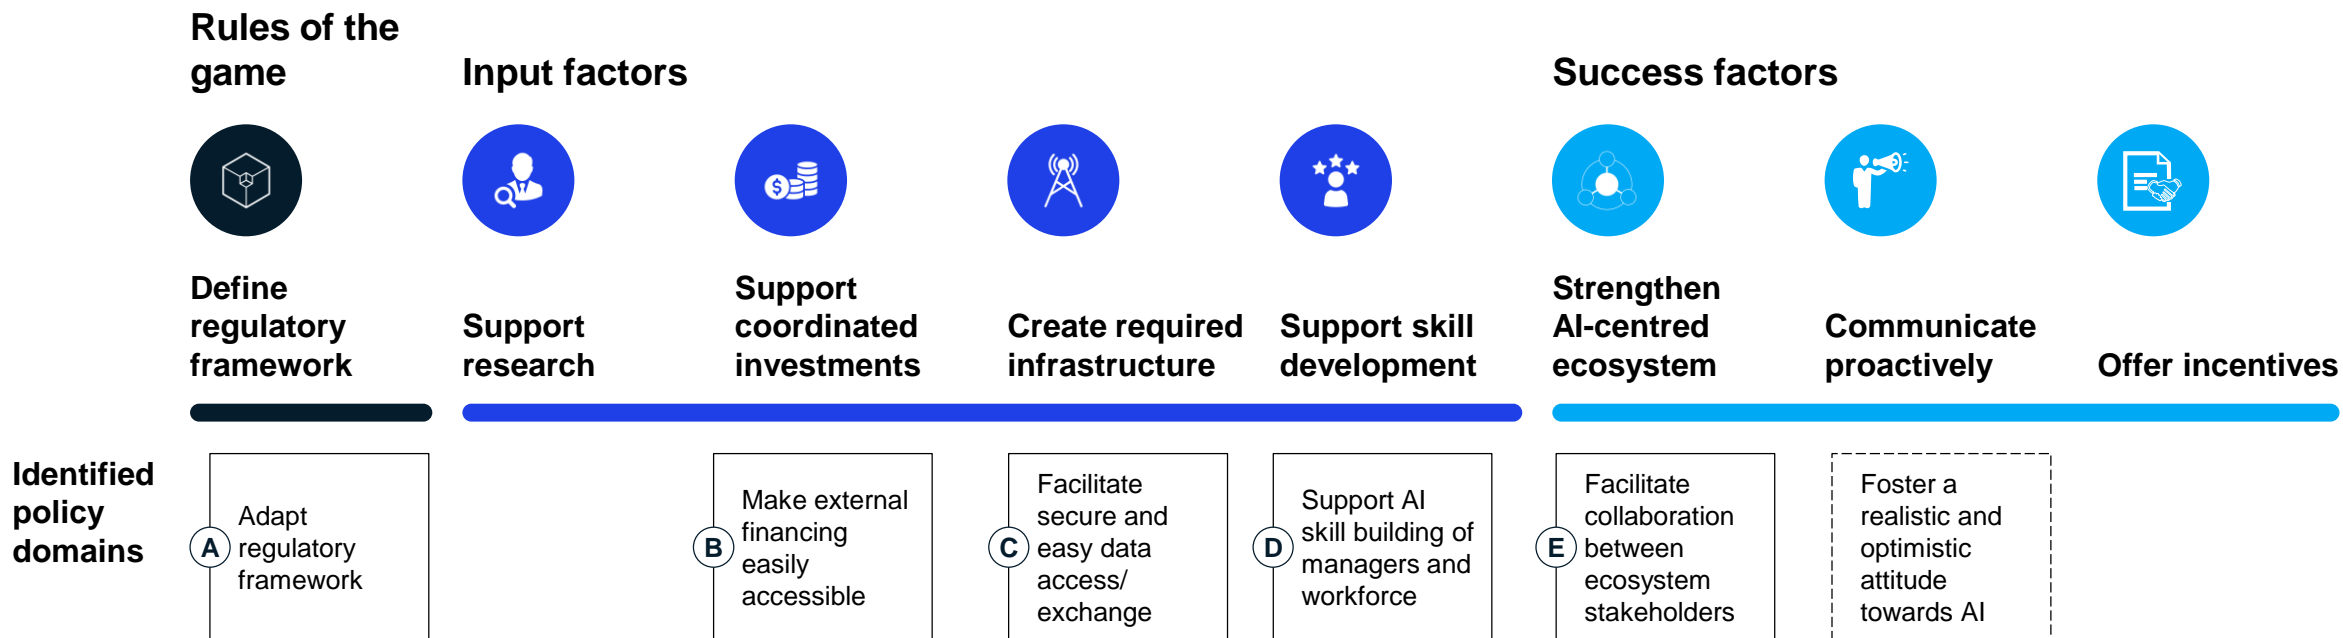 Rules of the
game
Input factors
Success factors
Define
regulatory
framework
Support
research
Support
coordinated
investments
Create required
infrastructure
Support skill
development
Strengthen
AI-centred
ecosystem
Communicate
proactively
Offer incentives
Identified
policy
domains
A
Adapt
regulatory
framework
B
Make external
financing
easily
accessible
C
Facilitate
secure and
easy data
access/
exchange
D
Support AI
skill building of
managers and
workforce
E
Facilitate
collaboration
between
ecosystem
stakeholders
Foster a
realistic and
optimistic
attitude
towards AI